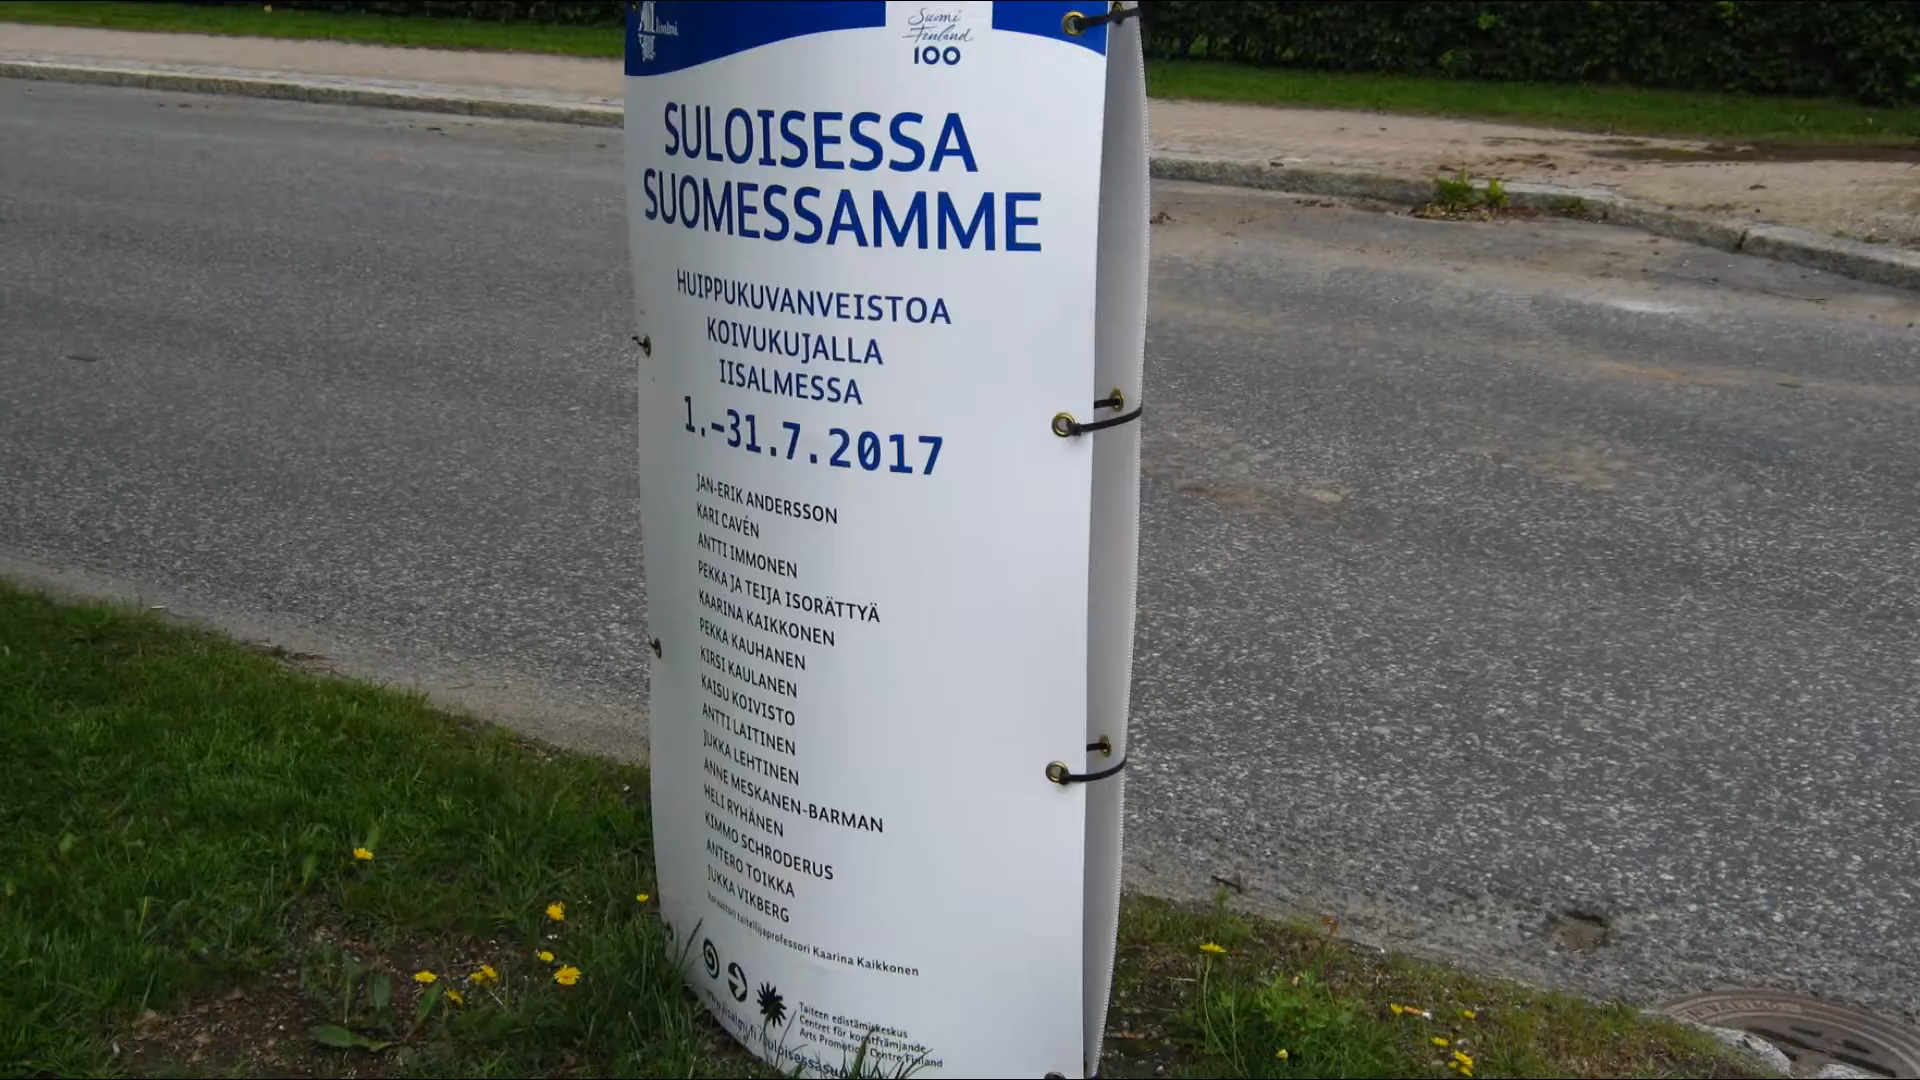 Iisalmi
Suomi
Finland
100
SULOISESSA
SUOMESSAMME
HUIPPUKUVANVEISTOA
KOIVUKUJALLA
IISALMESSA
1.-31.7.2017
JAN-ERIK ANDERSSON
KARI CAVÉN
ANTTI IMMONEN
PEKKA JA TEIJA ISORÄTTYÄ
KAARINA KAIKKONEN
PEKKA KAUHANEN
KIRSI KAULANEN
KAISU KOIVISTO
ANTTI LAITINEN
JUKKA LEHTINEN
ANNE MESKANEN-BARMAN
HELI RYHÄNEN
KIMMO SCHRODERUS
ANTERO TOIKKA
JUKKA VIKBERG
taiteilijaprofessori Kaarina Kaikkonen
Taiteen edistämiskeskus
Centret för konstfrämjande
Arts Promotion Centre Finland